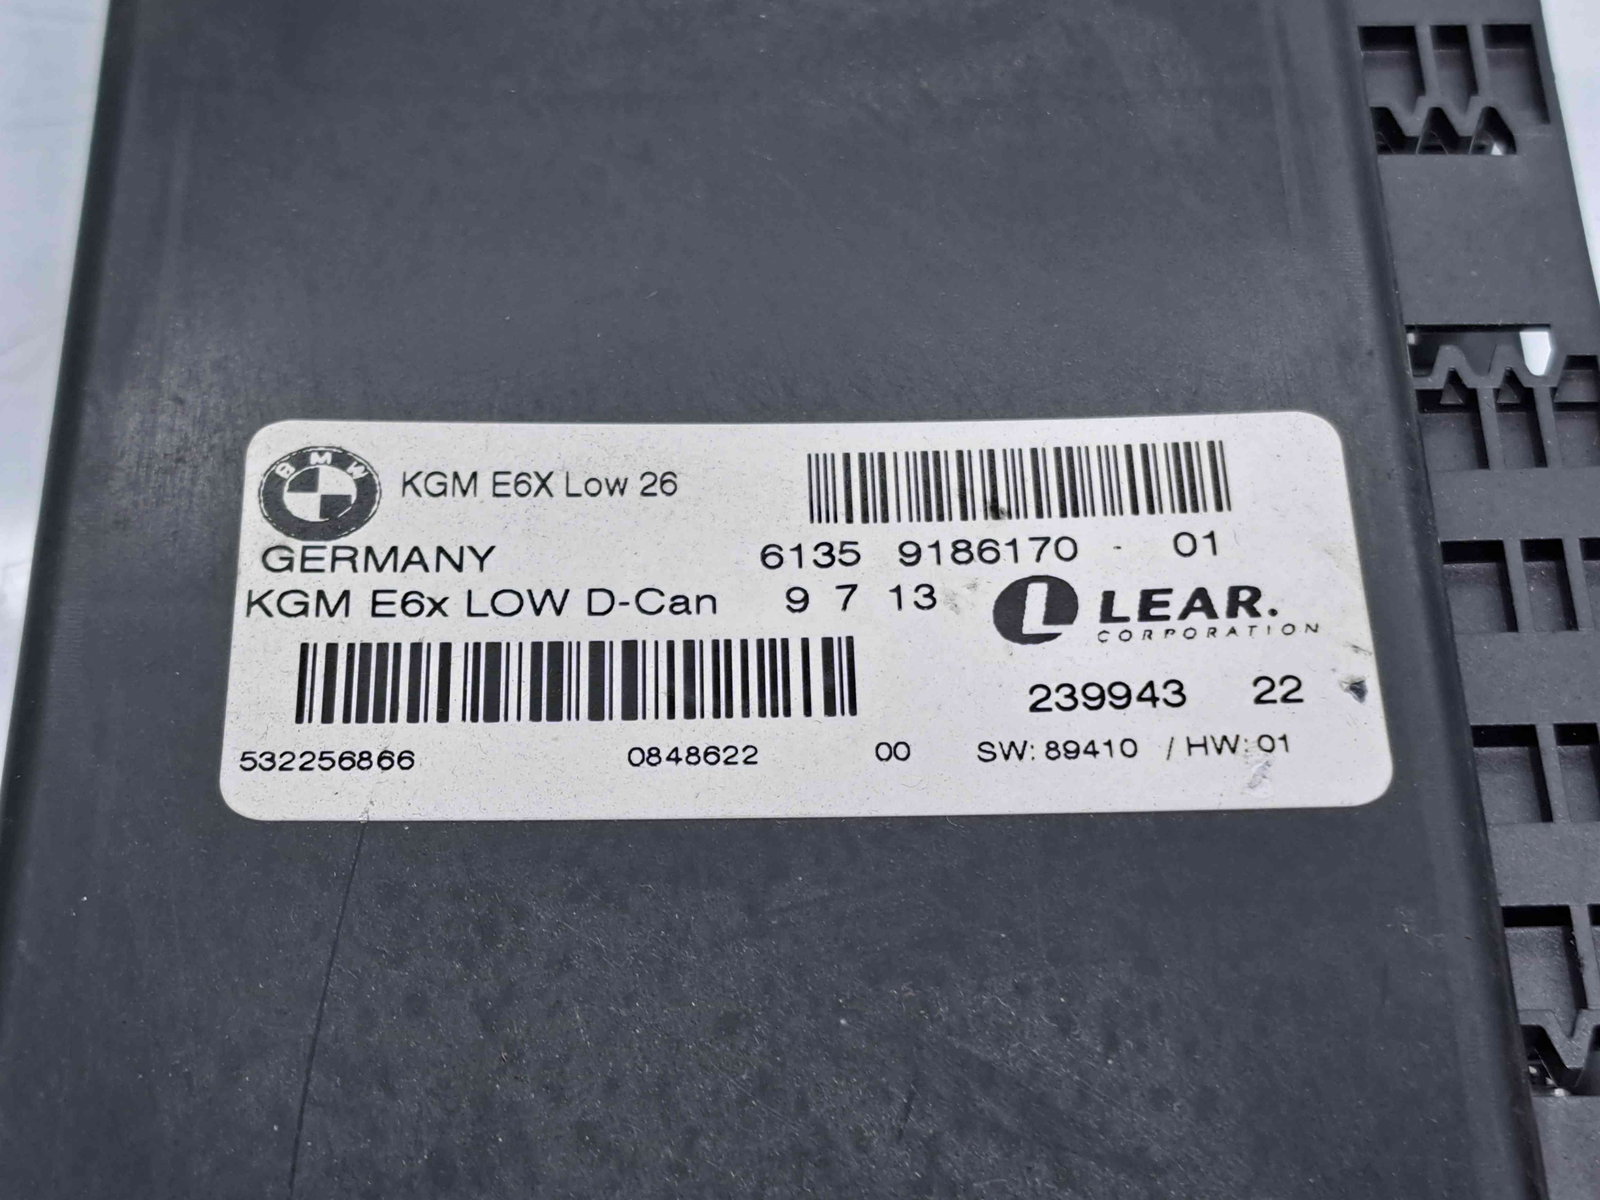 BMW KGM E6X Low 26
GERMANY 6135 9186170 - 01
KGM E6x LOW D-Can 9 7 13
L LEAR.
CORPORATION
239943 22
532256866 0848622 00 SW: 89410 / HW: 01